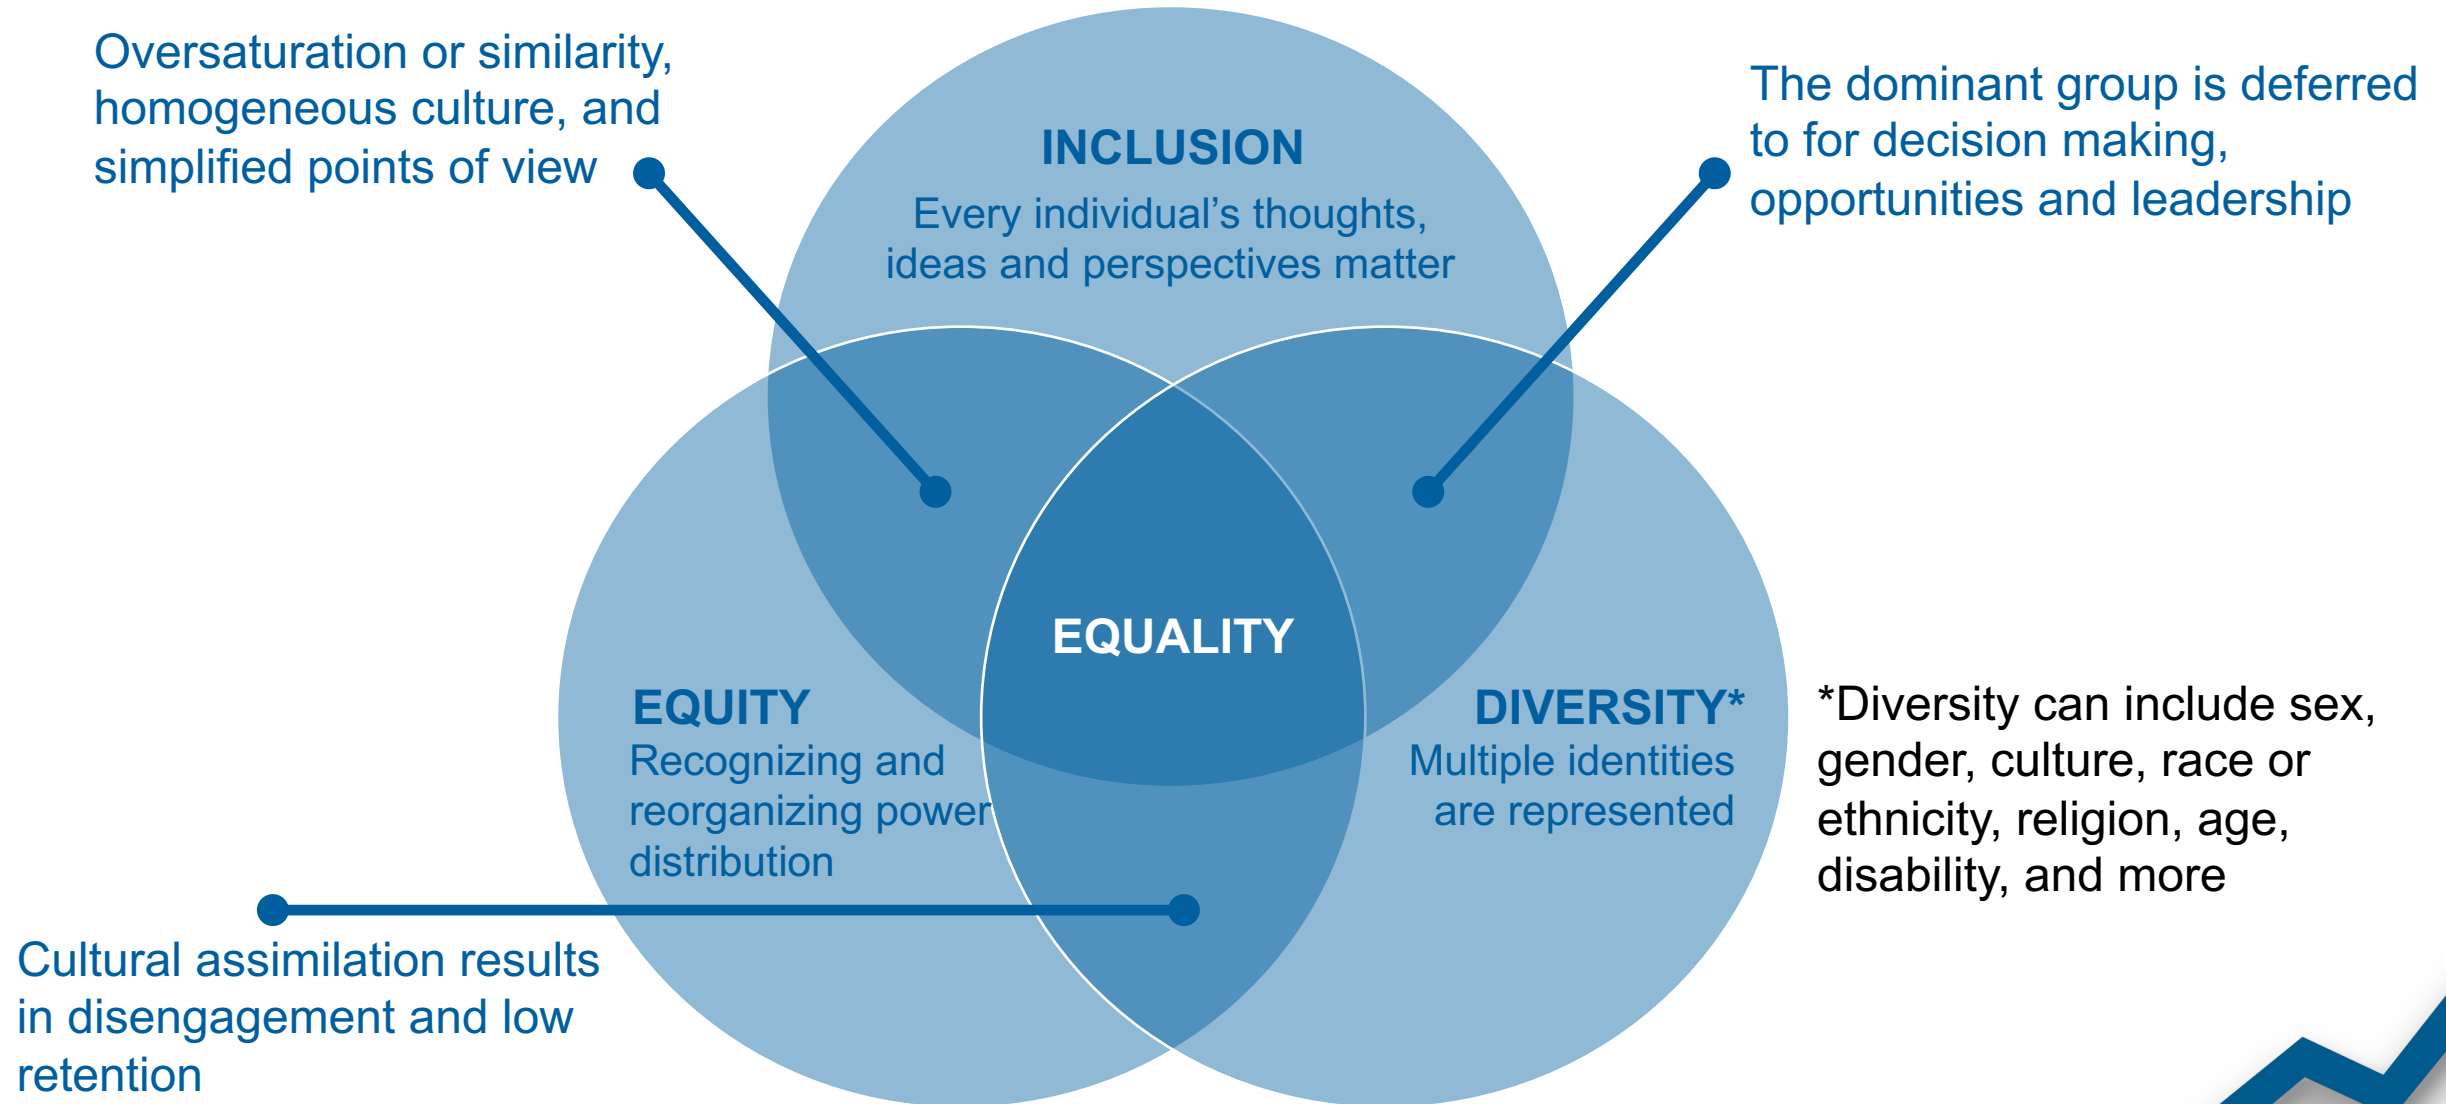 Oversaturation or similarity,
homogeneous culture, and
simplified points of view
INCLUSION
Every individual’s thoughts,
ideas and perspectives matter
The dominant group is deferred
to for decision making,
opportunities and leadership
EQUALITY
EQUITY
Recognizing and
reorganizing power
distribution
DIVERSITY*
Multiple identities
are represented
*Diversity can include sex,
gender, culture, race or
ethnicity, religion, age,
disability, and more
Cultural assimilation results
in disengagement and low
retention